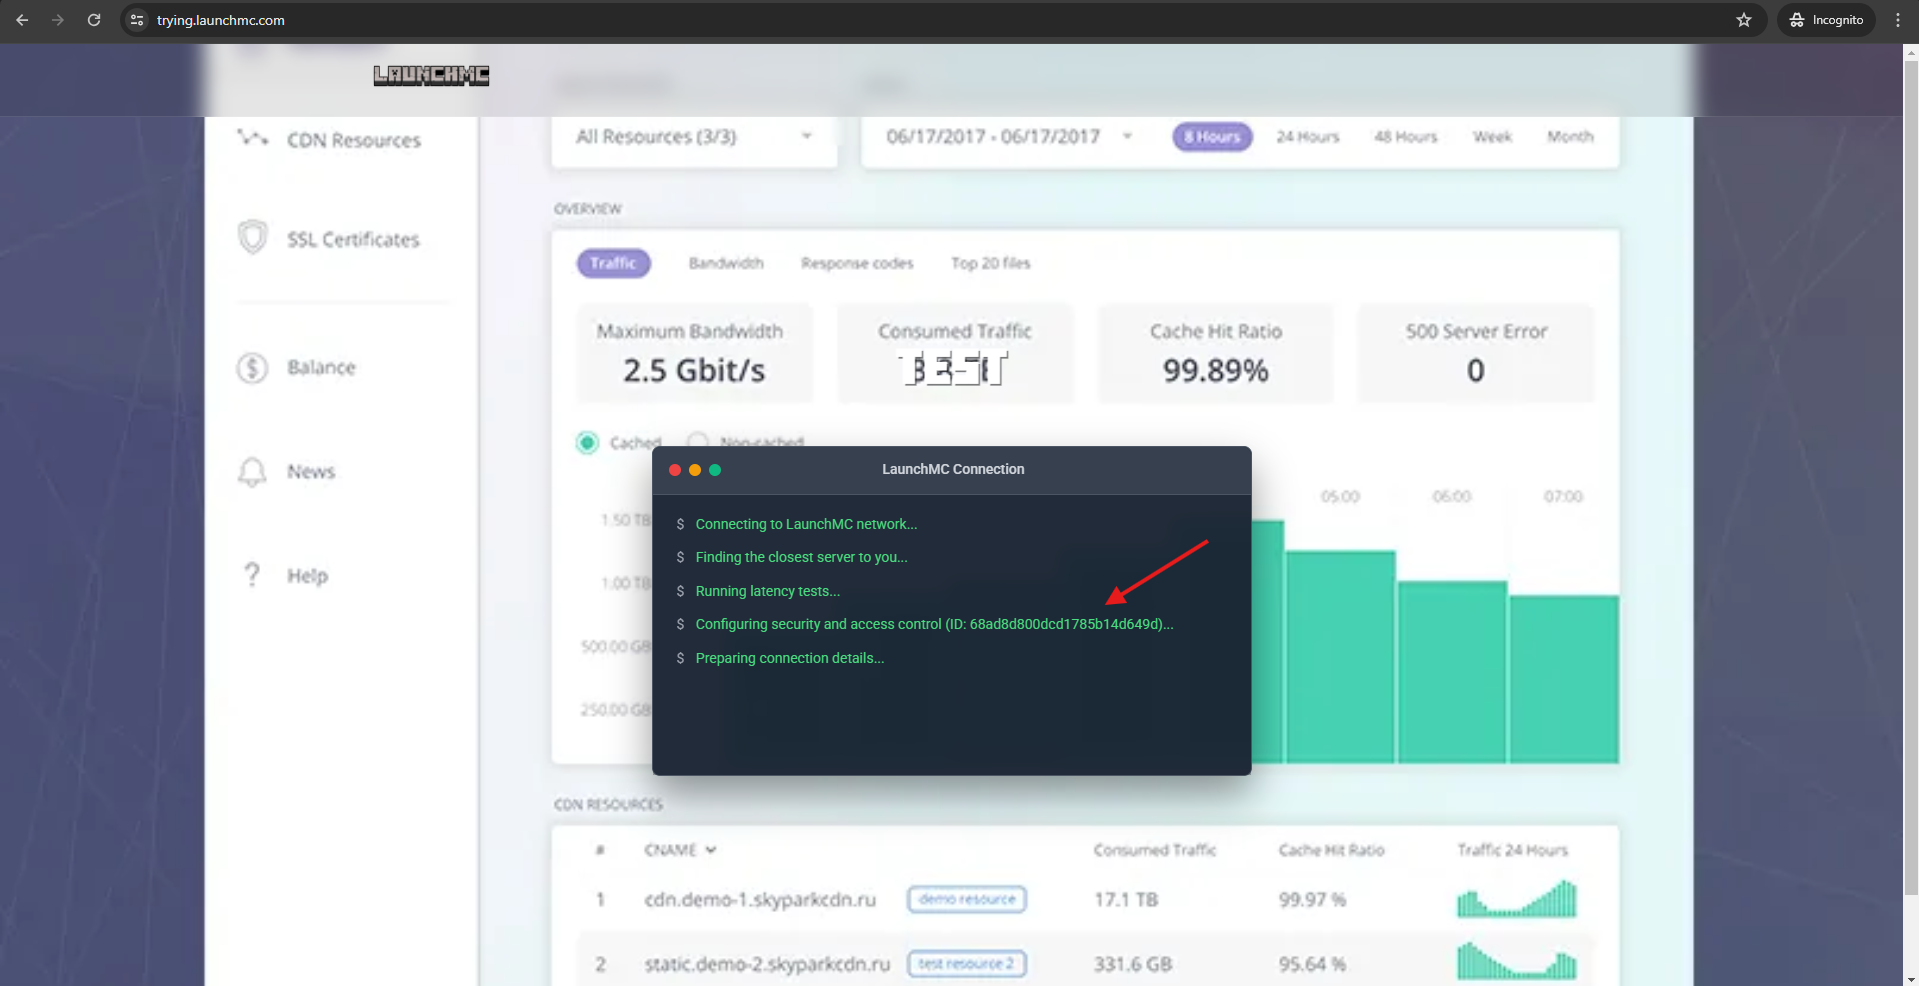 trying.launchmc.com
Incognito
LAUNCHMC
CDN Resources
All Resources (3/3)
06/17/2017 - 06/17/2017
8 Hours
24 Hours
48 Hours
Week
Month
OVERVIEW
SSL Certificates
Traffic
Bandwidth
Response codes
Top 20 files
Maximum Bandwidth
Consumed Traffic
Cache Hit Ratio
500 Server Error
2.5 Gbit/s
TEST
99.89%
0
Balance
Cached
Non-cached
News
LaunchMC Connection
05:00
06:00
07:00
1.50 TB
$ Connecting to LaunchMC network...
$ Finding the closest server to you...
Help
1.00 TB
$ Running latency tests...
$ Configuring security and access control (ID: 68ad8d800dcd1785b14d649d)...
500.00 GB
$ Preparing connection details...
250.00 GB
CDN RESOURCES
#
CNAME
Consumed Traffic
Cache Hit Ratio
Traffic 24 Hours
1
cdn.demo-1.skyparkcdn.ru
demo resource
17.1 TB
99.97 %
2
static.demo-2.skyparkcdn.ru
test resource 2
331.6 GB
95.64 %